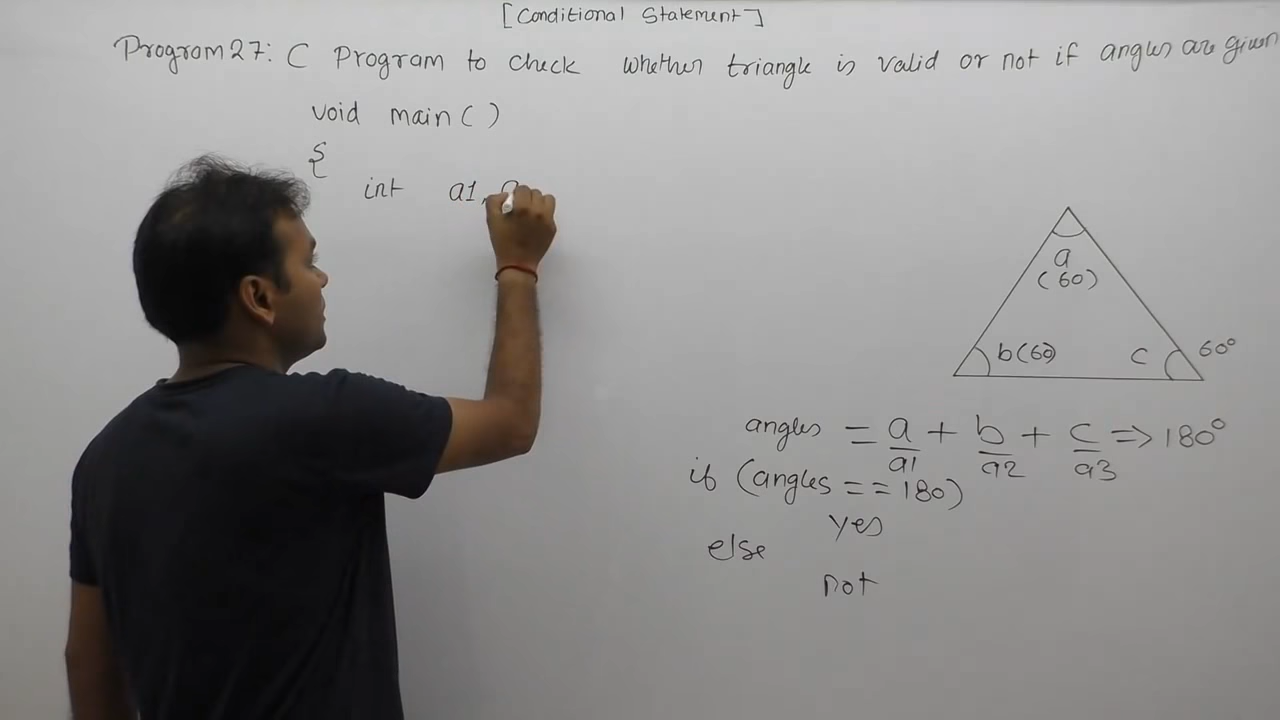 [Conditional Statement]
Program 27: C Program to check whether triangle is valid or not if angles are given
void main( )
{
int a1,
a
(60)
b(60)
c
60°
angles = a + b + c => 180°
a1 a2 a3
if (angles == 180)
yes
else
not